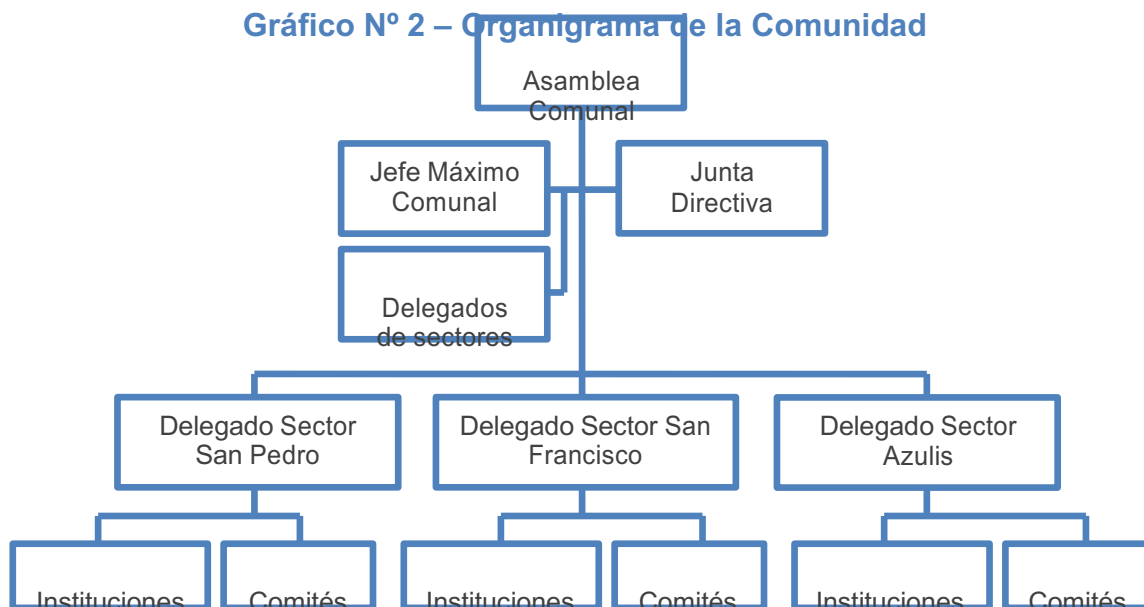 Gráfico Nº 2 – Organigrama de la Comunidad
Asamblea
Comunal
Jefe Máximo
Comunal
Junta
Directiva
Delegados
de sectores
Delegado Sector
San Pedro
Delegado Sector San
Francisco
Delegado Sector
Azulis
Instituciones
Comités
Instituciones
Comités
Instituciones
Comités